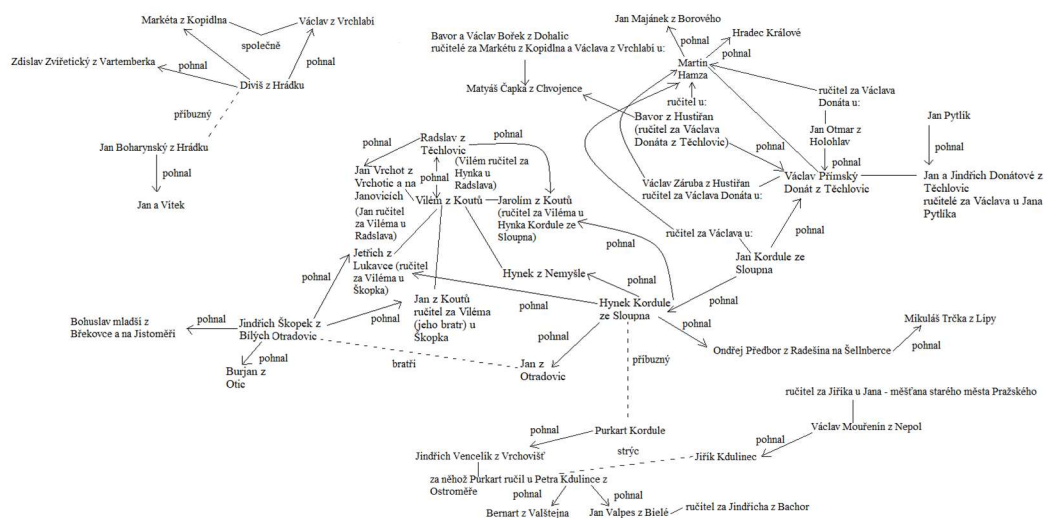 Markéta z Kopidlna
Václav z Vrchlabí
společně
Zdislav Zvířetický z Vartemberka
pohnal
pohnal
Diviš z Hrádku
příbuzný
Jan Boharynský z Hrádku
pohnal
Jan a Vítek
Bavor a Václav Bořek z Dohalic
ručitelé za Markétu z Kopidlna a Václava z Vrchlabí u:
Matyáš Čapka z Chvojence
Jan Majánek z Borového
pohnal
Hradec Králové
pohnal
Martin
Hamza
ručitel u:
Bavor z Hustiřan
(ručitel za Václava
Donáta z Těchlovic)
pohnal
ručitel za Václava
Donáta u:
Jan Otmar z
Holohlav
pohnal
Jan Pytlík
pohnal
Václav Přímský
Donát z Těchlovic
Jan a Jindřich Donátové z
Těchlovic
ručitelé za Václava u Jana
Pytlíka
Václav Záruba z Hustiřan
ručitel za Václava Donáta u:
ručitel za Václava u:
pohnal
Jan Kordule ze
Sloupna
pohnal
Radslav z
Těchlovic
pohnal
pohnal
(Vilém ručitel za
Hynka u Radslava)
pohnal
Jan Vrchot z
Vrchotic a na
Janovicích
(Jan ručitel
za Viléma u
Radslava)
Vilém z Koutů
Jarolím z Koutů
(ručitel za Viléma u
Hynka Kordule ze
Sloupna)
pohnal
Jetřich z
Lukavce (ručitel
za Viléma u
Škopka)
pohnal
Hynek z Nemyšle
pohnal
Hynek Kordule
ze Sloupna
Jan z Koutů
ručitel za Viléma
(jeho bratr) u
Škopka
pohnal
Bohuslav mladší z
Břekovce a na Jistoměři
pohnal
Jindřich Škopek z
Bílých Otradovic
pohnal
Burjan z
Otic
bratři
Jan z
Otradovic
pohnal
příbuzný
pohnal
Ondřej Předbor z Radešína na Šellnberce
Mikuláš Trčka z Lípy
pohnal
ručitel za Jiříka u Jana - měšťana starého města Pražského
Václav Mouřenín z Nepol
pohnal
Jiřík Kdulinec
Purkart Kordule
pohnal
strýc
Jindřich Vencelík z Vrchovišť
za něhož Purkart ručil u Petra Kdulince z
Ostroměře
pohnal
pohnal
Bernart z Valštejna
Jan Valpes z Bielé
ručitel za Jindřicha z Bachor